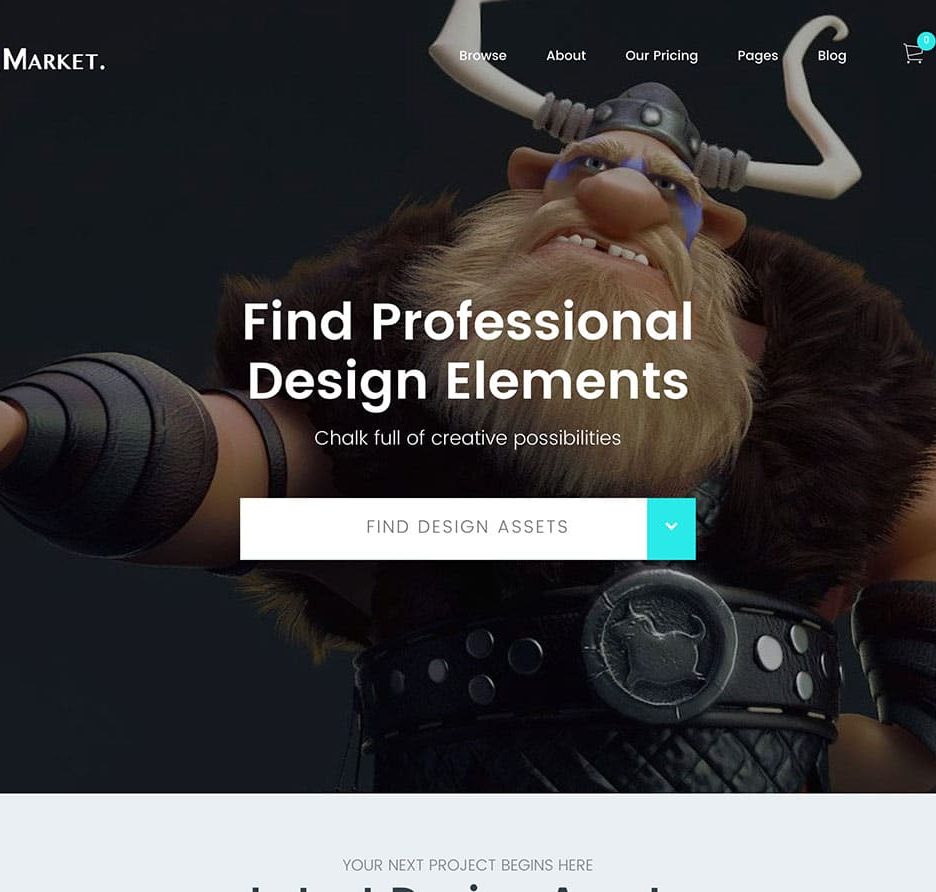 MARKET.
Browse About Our Pricing Pages Blog
0
Find Professional
Design Elements
Chalk full of creative possibilities
FIND DESIGN ASSETS
YOUR NEXT PROJECT BEGINS HERE